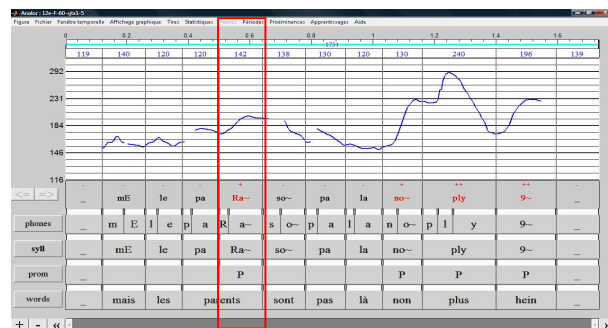 Analor : 12e-F-60-sjtx1-5
Figure Fichier Fenêtre temporelle Affichage graphique Tires Statistiques Pauses Périodes Proéminences Apprentissages Aide
0 0.2 0.4 0.8 1 1.2 1.4 1.6
119 140 120 120 142 138 130 120 130 240 196 139
292
231
184
146
116
- - - - + - - - + ++ ++ -
<= => _ mE le pa Ra~ so~ pa la no~ ply 9~ _
phones _ m E l e p a R a~ s o~ p a l a n o~ p l y 9~ _
syll _ mE le pa Ra~ so~ pa la no~ ply 9~ _
prom _ P P P P _
words _ mais les parents sont pas là non plus hein _
+ - «